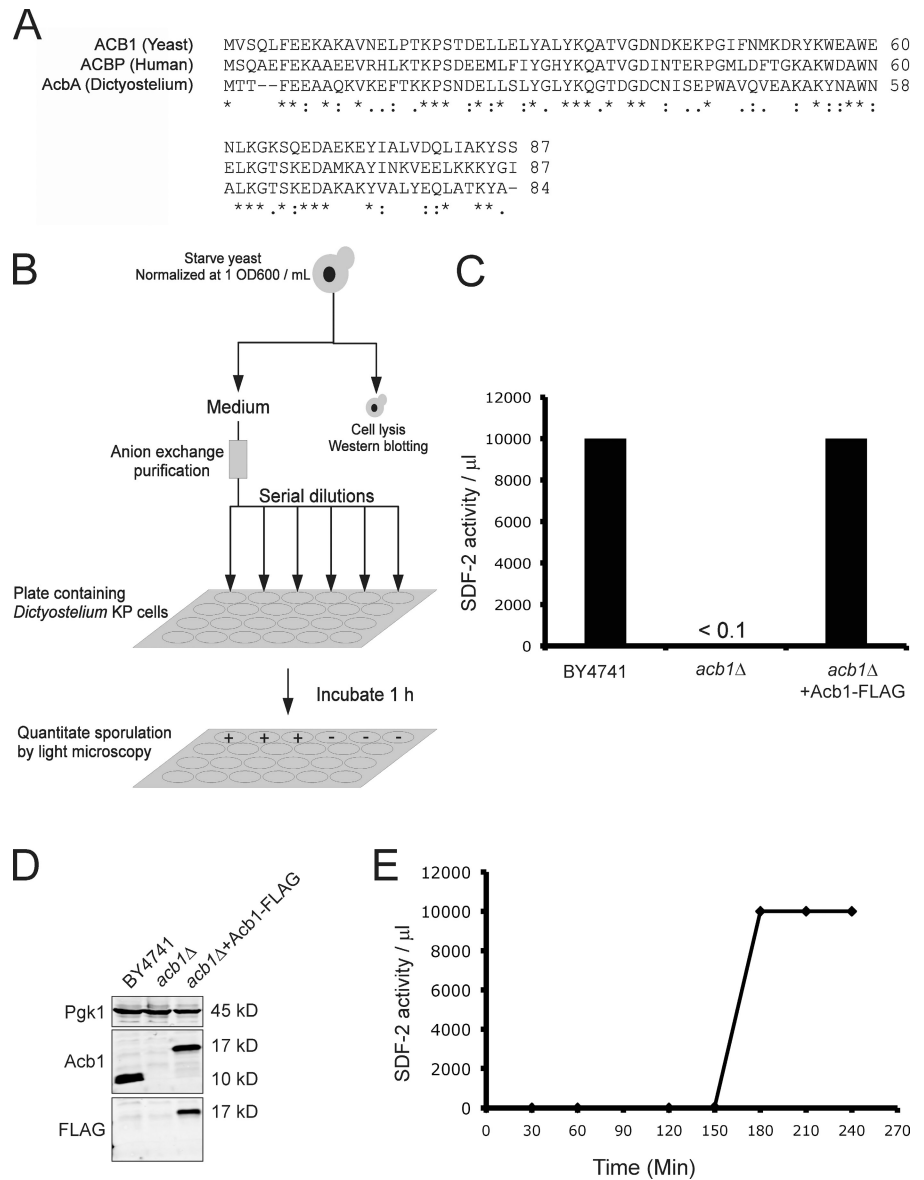 A
ACB1 (Yeast) MVSQLFEEKAKAVNELPTKPSTDELLELYALYKQATVGDNDKEKPGIFNMKDRYKWEAWE 60
ACBP (Human) MSQAEFEKAAEEVRHLKTKPSDEEMLFIYGHYKQATVGDINTERPGMLDFTGKAKWDAWN 60
AcbA (Dictyostelium) MTT--FEEAAQKVKEFTKKPSNDELLSLYGLYKQGTDGDCNISEPWAVQVEAKAKYNAWN 58
NLKGKSQEDAEKEYIALVDQLIAKYSS 87
ELKGTSKEDAMKAYINKVEELKKKYGI 87
ALKGTSKEDAKAKYVALYEQLATKYA- 84
B
Starve yeast
Normalized at 1 OD600 / mL
Medium
Cell lysis
Western blotting
Anion exchange
purification
Serial dilutions
Plate containing
Dictyostelium KP cells
Incubate 1 h
Quantitate sporulation
by light microscopy
+ + + - - -
C
SDF-2 activity / µl
12000
10000
8000
6000
4000
2000
0
< 0.1
BY4741
acb1Δ
acb1Δ
+Acb1-FLAG
D
BY4741
acb1Δ
acb1Δ+Acb1-FLAG
Pgk1 45 kD
Acb1 17 kD
10 kD
FLAG 17 kD
E
SDF-2 activity / µl
12000
10000
8000
6000
4000
2000
0
0 30 60 90 120 150 180 210 240 270
Time (Min)